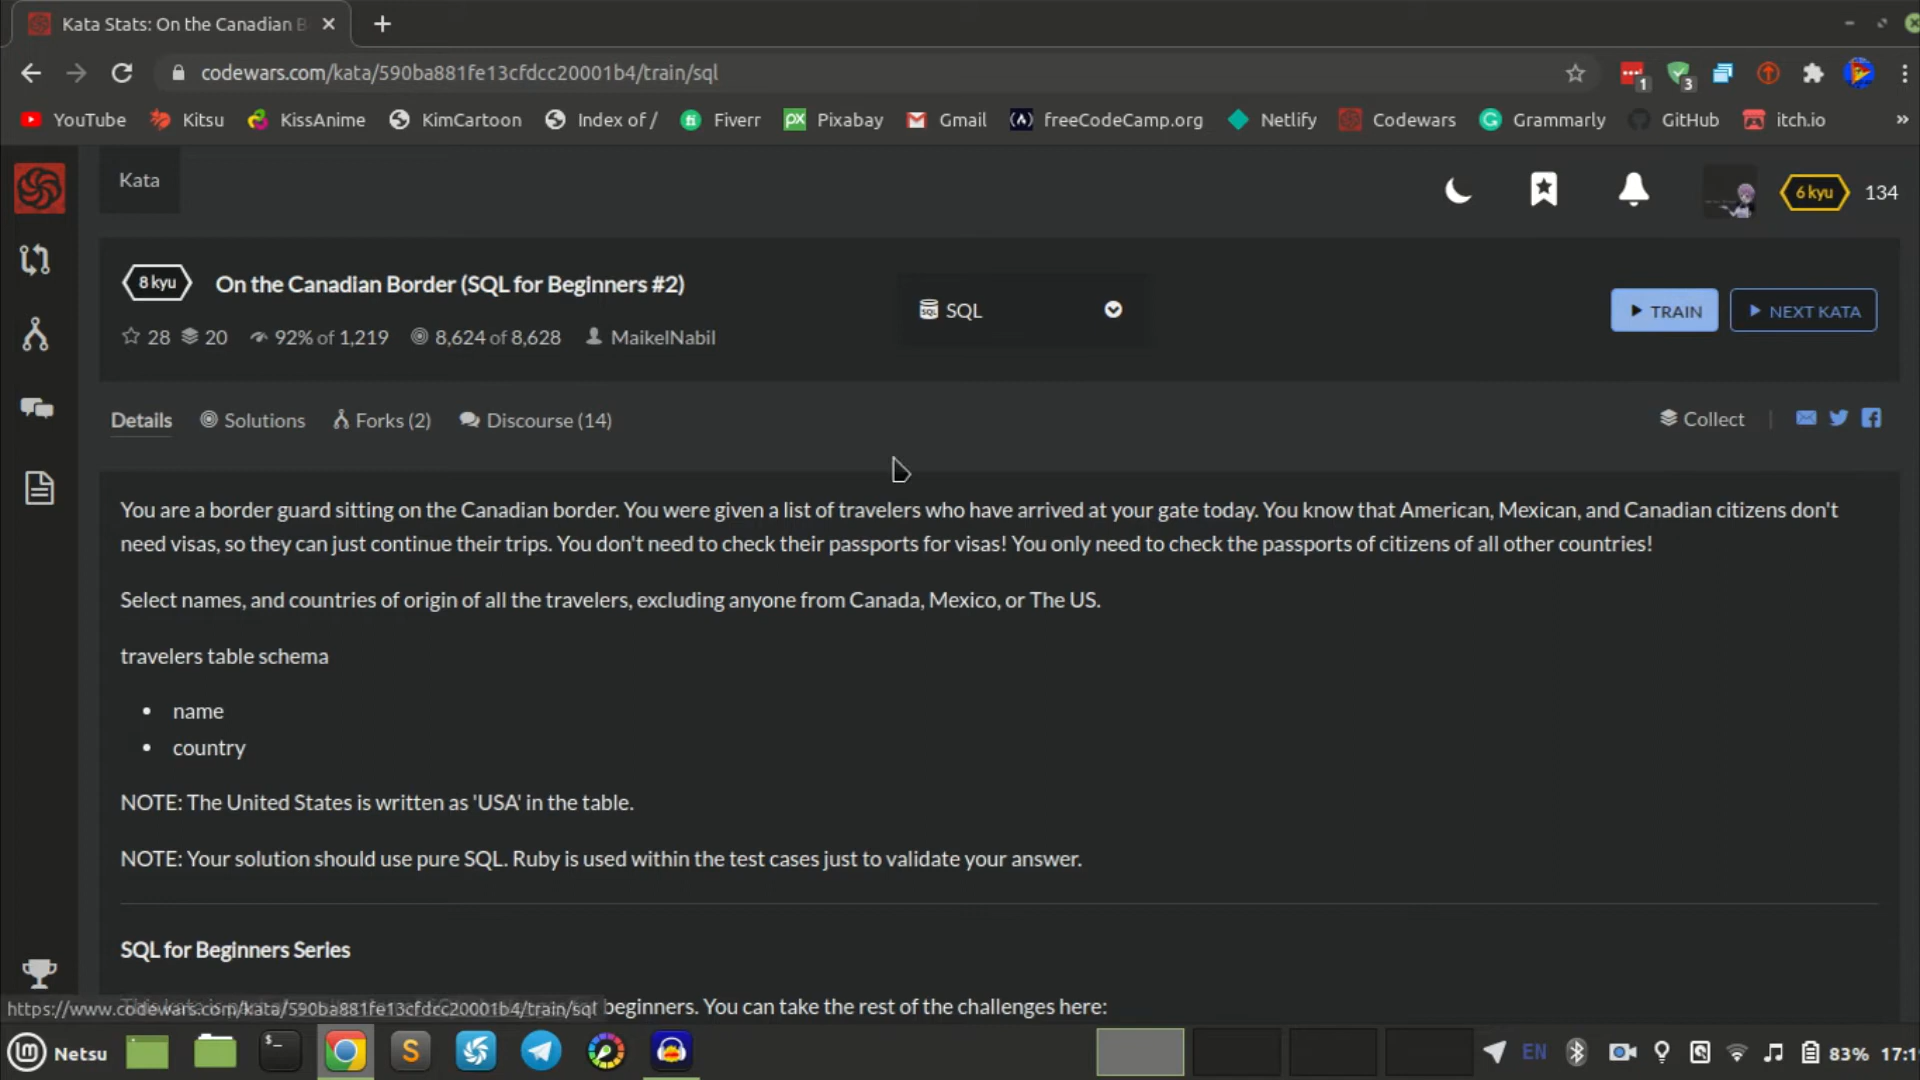 Kata Stats: On the Canadian B
codewars.com/kata/590ba881fe13cfdcc20001b4/train/sql
1
3
YouTube Kitsu KissAnime KimCartoon Index of / Fiverr Pixabay Gmail freeCodeCamp.org Netlify Codewars Grammarly GitHub itch.io »
Kata
6 kyu 134
8 kyu On the Canadian Border (SQL for Beginners #2)
SQL
TRAIN NEXT KATA
28 20 92% of 1,219 8,624 of 8,628 MaikelNabil
Details Solutions Forks (2) Discourse (14)
Collect
You are a border guard sitting on the Canadian border. You were given a list of travelers who have arrived at your gate today. You know that American, Mexican, and Canadian citizens don't
need visas, so they can just continue their trips. You don't need to check their passports for visas! You only need to check the passports of citizens of all other countries!
Select names, and countries of origin of all the travelers, excluding anyone from Canada, Mexico, or The US.
travelers table schema
• name
• country
NOTE: The United States is written as 'USA' in the table.
NOTE: Your solution should use pure SQL. Ruby is used within the test cases just to validate your answer.
SQL for Beginners Series
beginners. You can take the rest of the challenges here:
https://www.codewars.com/kata/590ba881fe13cfdcc20001b4/train/sql
Netsu
EN
83% 17:1